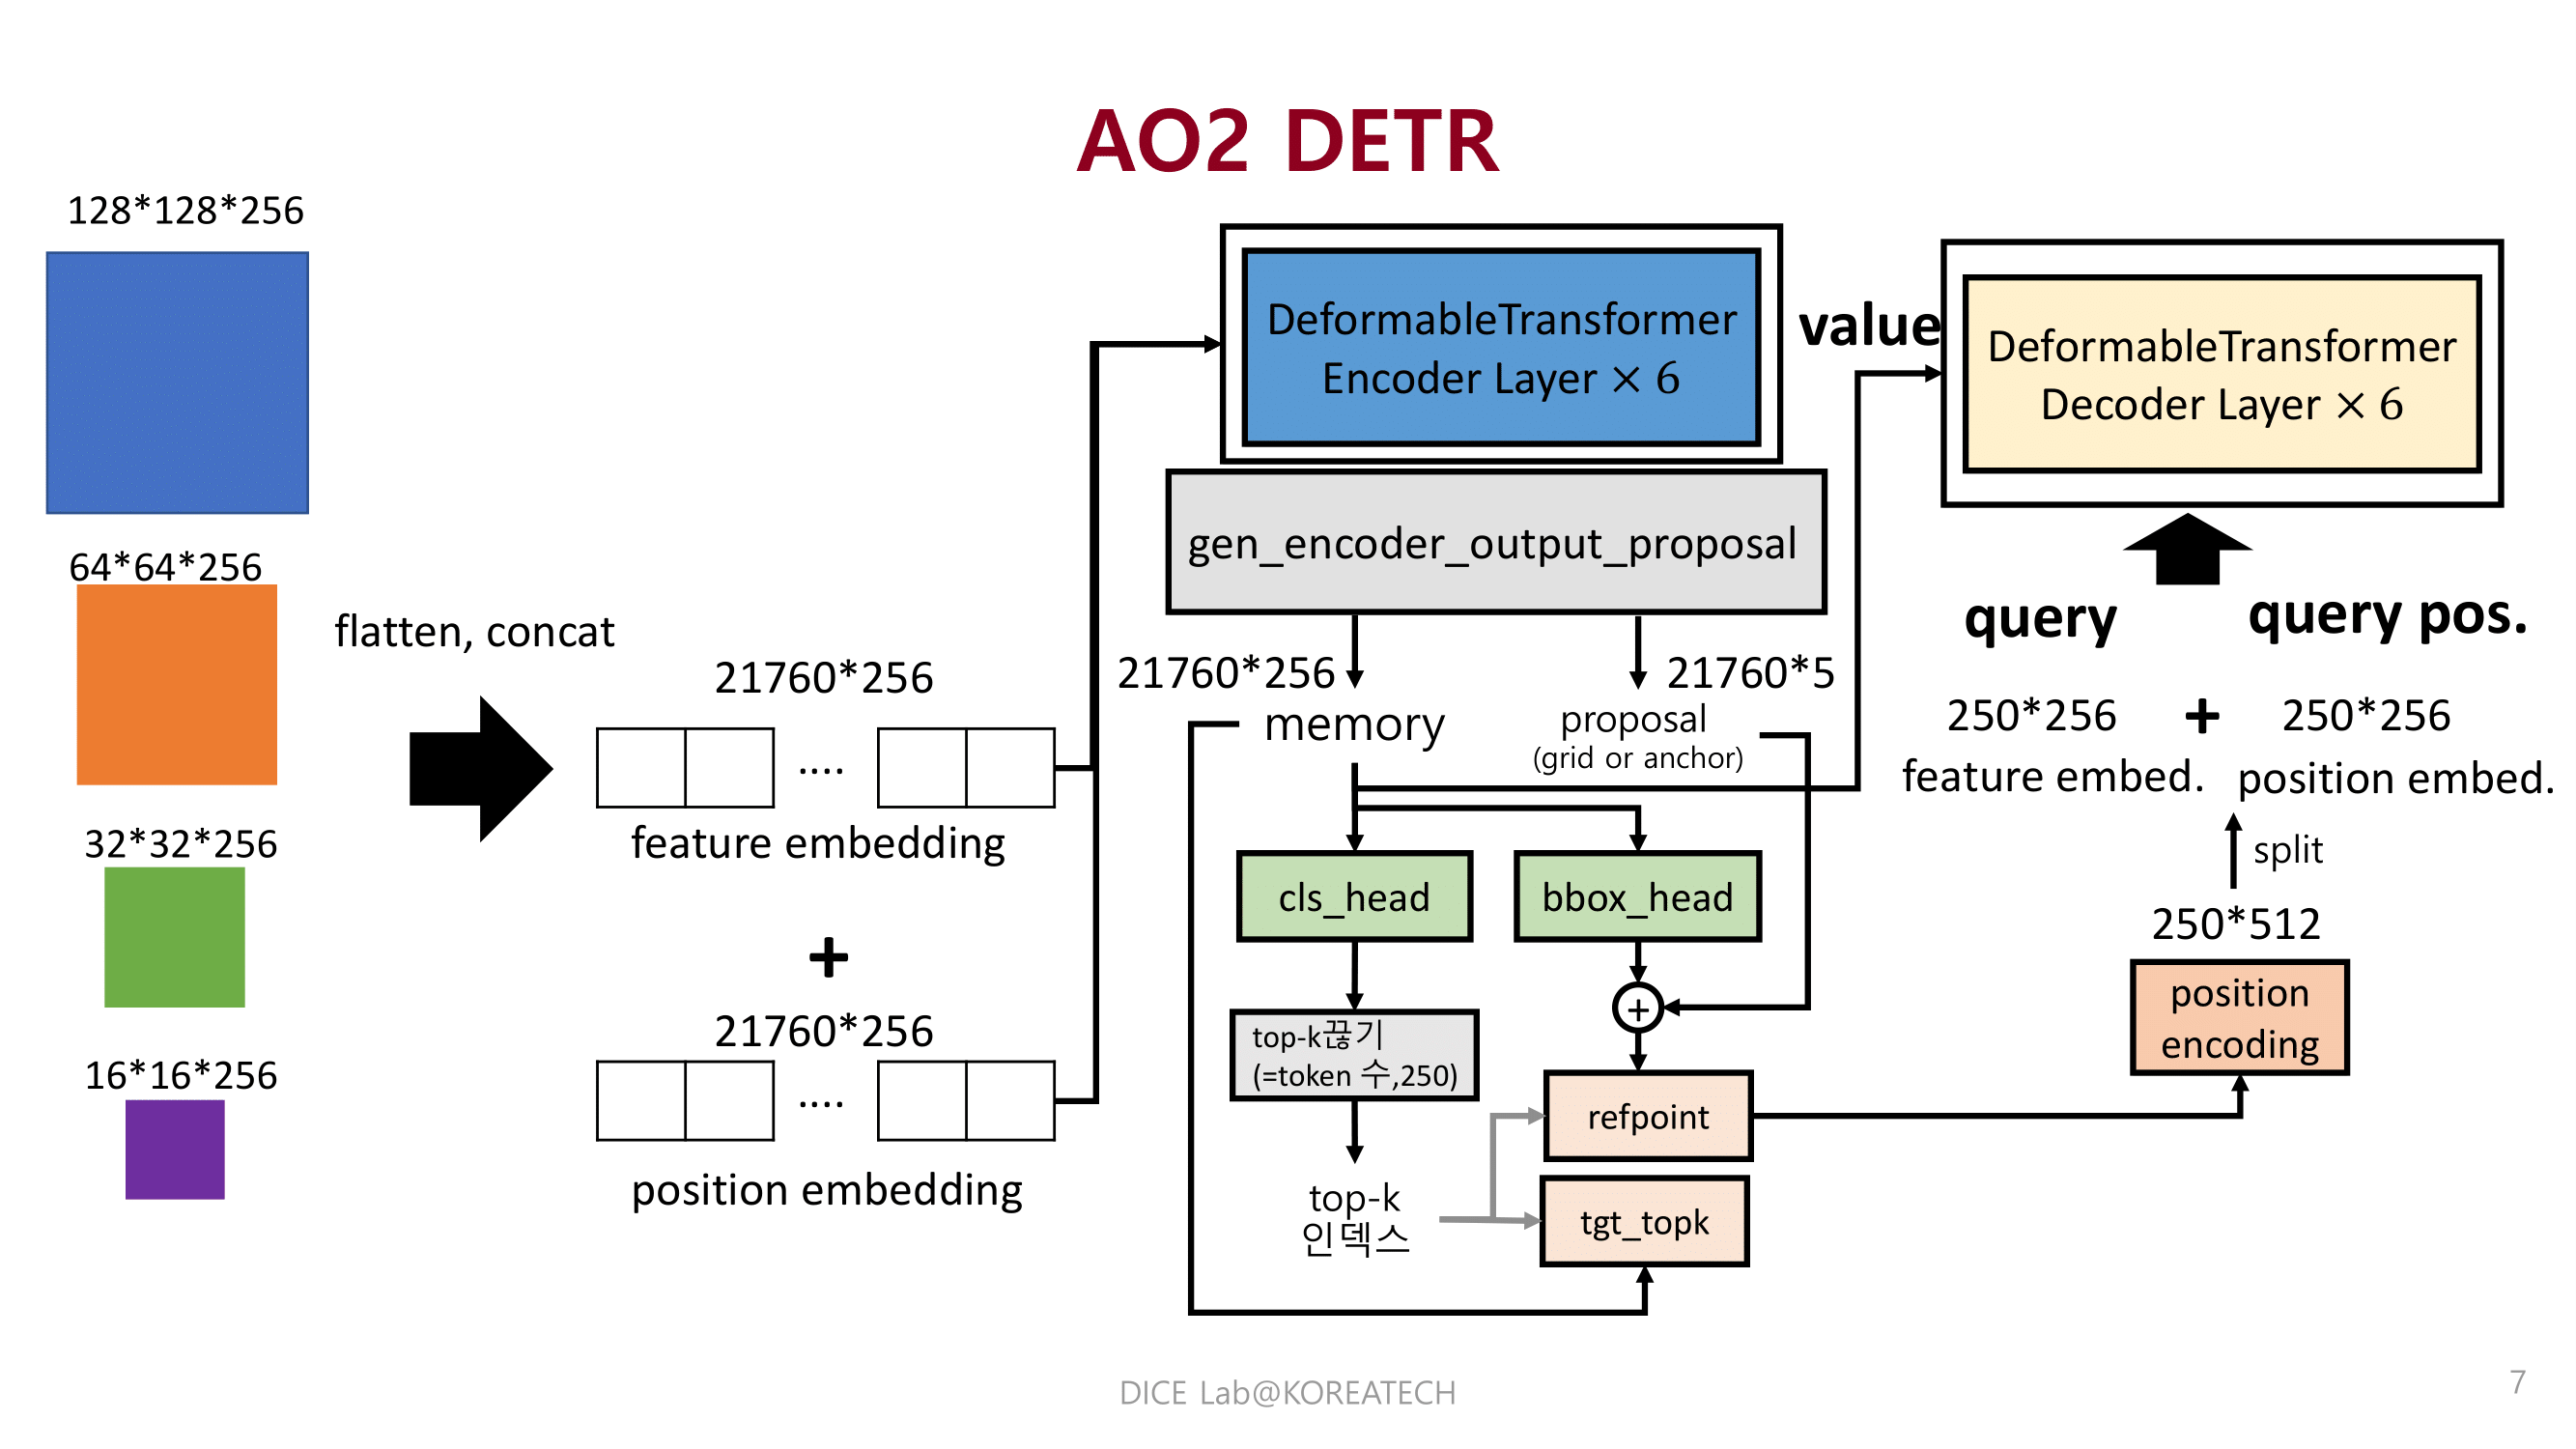 AO2 DETR
128*128*256
64*64*256
32*32*256
16*16*256
flatten, concat
21760*256
....
feature embedding
+
21760*256
....
position embedding
DeformableTransformer
Encoder Layer × 6
gen_encoder_output_proposal
21760*256
memory
21760*5
proposal
(grid or anchor)
cls_head
bbox_head
+
top-k끊기
(=token 수,250)
top-k
인덱스
refpoint
tgt_topk
value
DeformableTransformer
Decoder Layer × 6
query
query pos.
250*256
+
250*256
feature embed.
position embed.
split
250*512
position
encoding
DICE Lab@KOREATECH
7